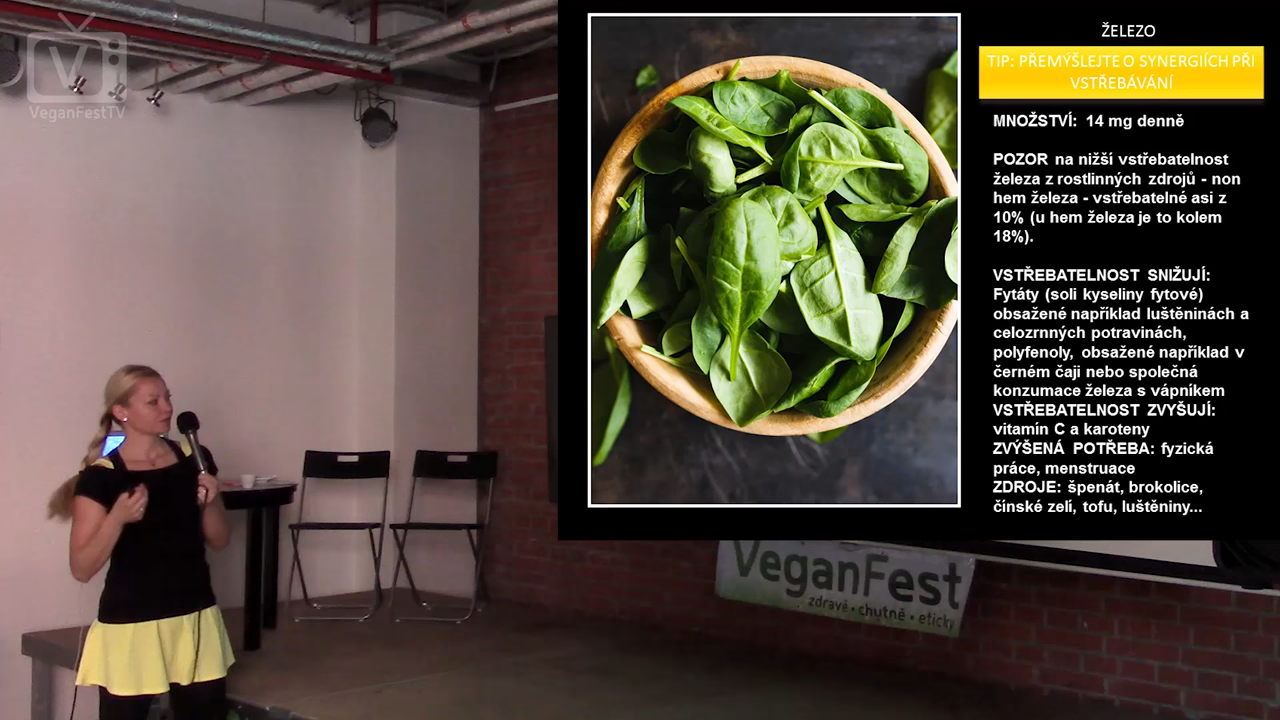 V
VeganFestTV
ŽELEZO
TIP: PŘEMÝŠLEJTE O SYNERGIÍCH PŘI
VSTŘEBÁVÁNÍ
MNOŽSTVÍ: 14 mg denně
POZOR na nižší vstřebatelnost
železa z rostlinných zdrojů - non
hem železa - vstřebatelné asi z
10% (u hem železa je to kolem
18%).
VSTŘEBATELNOST SNIŽUJÍ:
Fytáty (soli kyseliny fytové)
obsažené například luštěninách a
celozrnných potravinách,
polyfenoly, obsažené například v
černém čaji nebo společná
konzumace železa s vápníkem
VSTŘEBATELNOST ZVYŠUJÍ:
vitamín C a karoteny
ZVÝŠENÁ POTŘEBA: fyzická
práce, menstruace
ZDROJE: špenát, brokolice,
čínské zelí, tofu, luštěniny...
VeganFest
zdravě • chutně • eticky